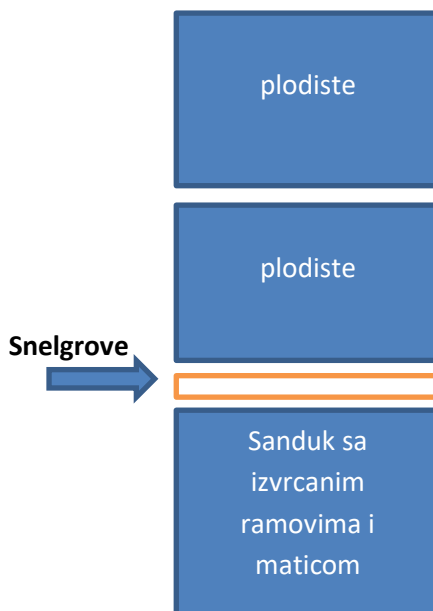 plodiste
plodiste
Snelgrove
Sanduk sa
izvrcanim
ramovima i
maticom